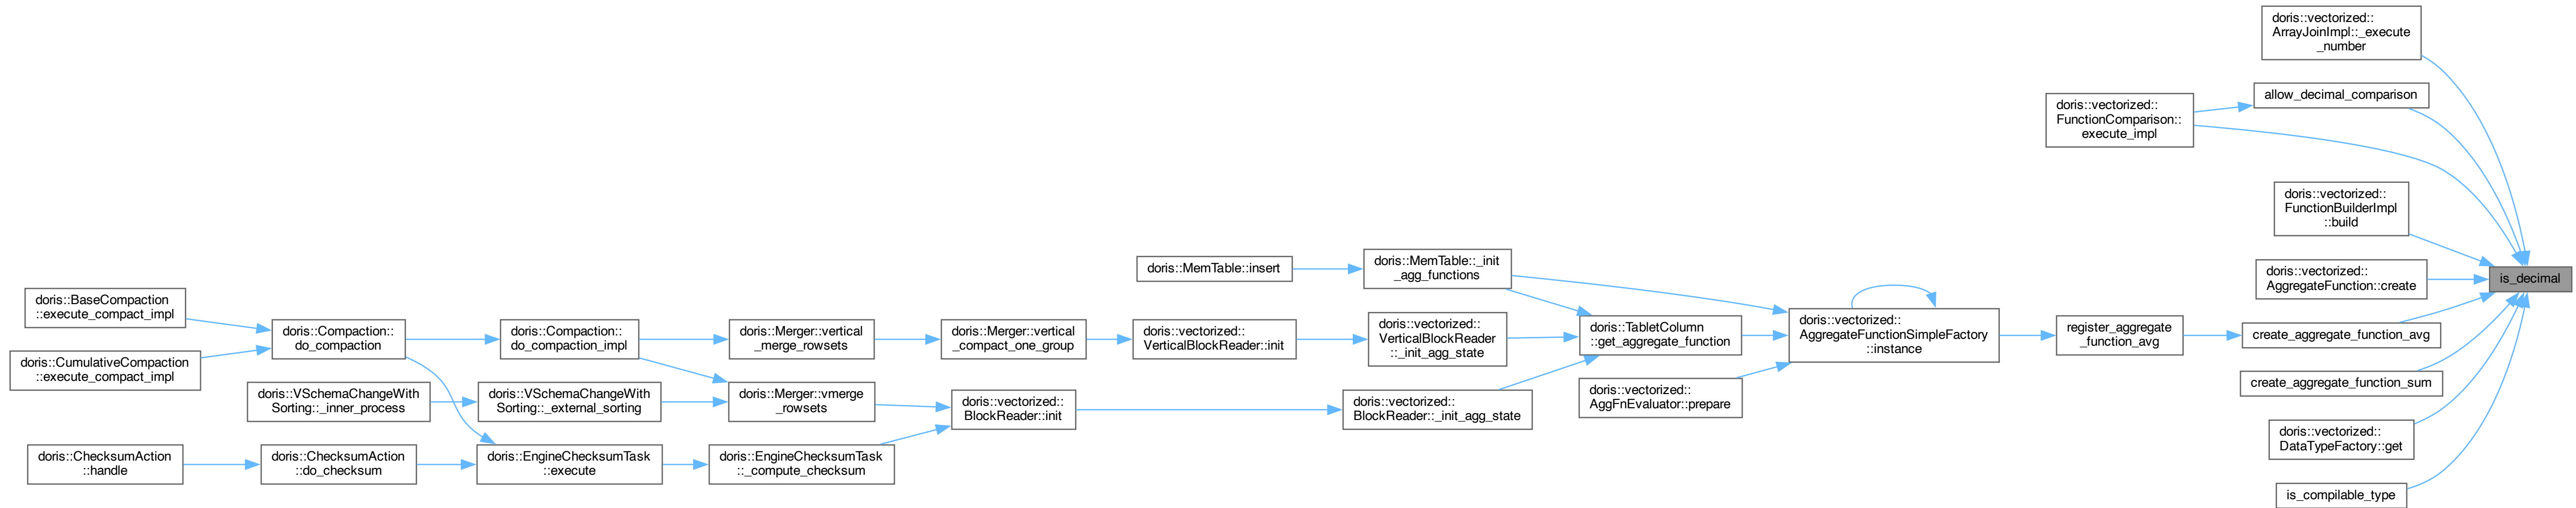 doris::BaseCompaction
::execute_compact_impl
doris::CumulativeCompaction
::execute_compact_impl
doris::Compaction::
do_compaction
doris::VSchemaChangeWith
Sorting::_inner_process
doris::ChecksumAction
::handle
doris::ChecksumAction
::do_checksum
doris::Compaction::
do_compaction_impl
doris::VSchemaChangeWith
Sorting::_external_sorting
doris::EngineChecksumTask
::execute
doris::Merger::vertical
_merge_rowsets
doris::Merger::vmerge
_rowsets
doris::EngineChecksumTask
::_compute_checksum
doris::Merger::vertical
_compact_one_group
doris::vectorized::
BlockReader::init
doris::MemTable::insert
doris::vectorized::
VerticalBlockReader::init
doris::MemTable::_init
_agg_functions
doris::vectorized::
VerticalBlockReader
::_init_agg_state
doris::vectorized::
BlockReader::_init_agg_state
doris::TabletColumn
::get_aggregate_function
doris::vectorized::
AggFnEvaluator::prepare
doris::vectorized::
AggregateFunctionSimpleFactory
::instance
doris::vectorized::
FunctionComparison::
execute_impl
register_aggregate
_function_avg
doris::vectorized::
ArrayJoinImpl::_execute
_number
allow_decimal_comparison
doris::vectorized::
FunctionBuilderImpl
::build
doris::vectorized::
AggregateFunction::create
create_aggregate_function_avg
create_aggregate_function_sum
doris::vectorized::
DataTypeFactory::get
is_compilable_type
is_decimal